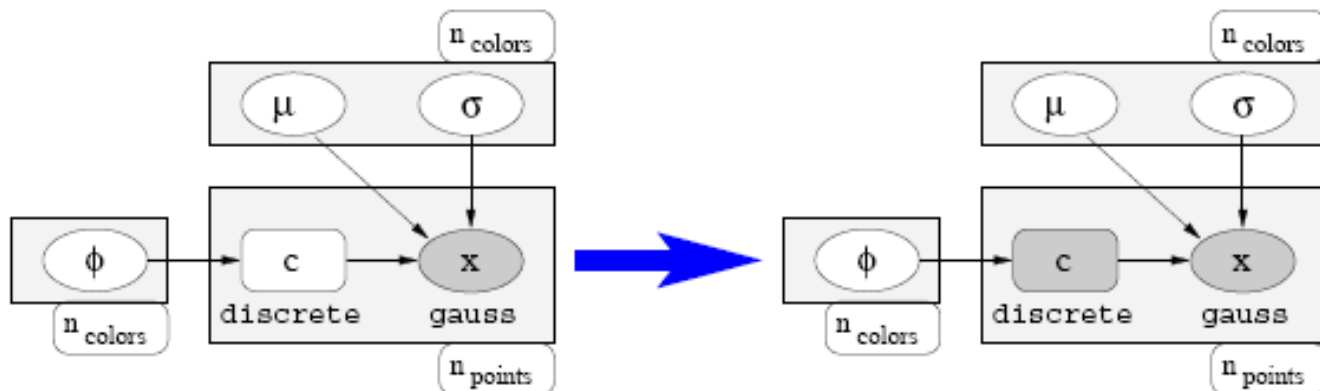 n colors n colors
μ σ μ σ
ϕ c x ϕ c x
discrete gauss discrete gauss
n colors n colors
n points n points